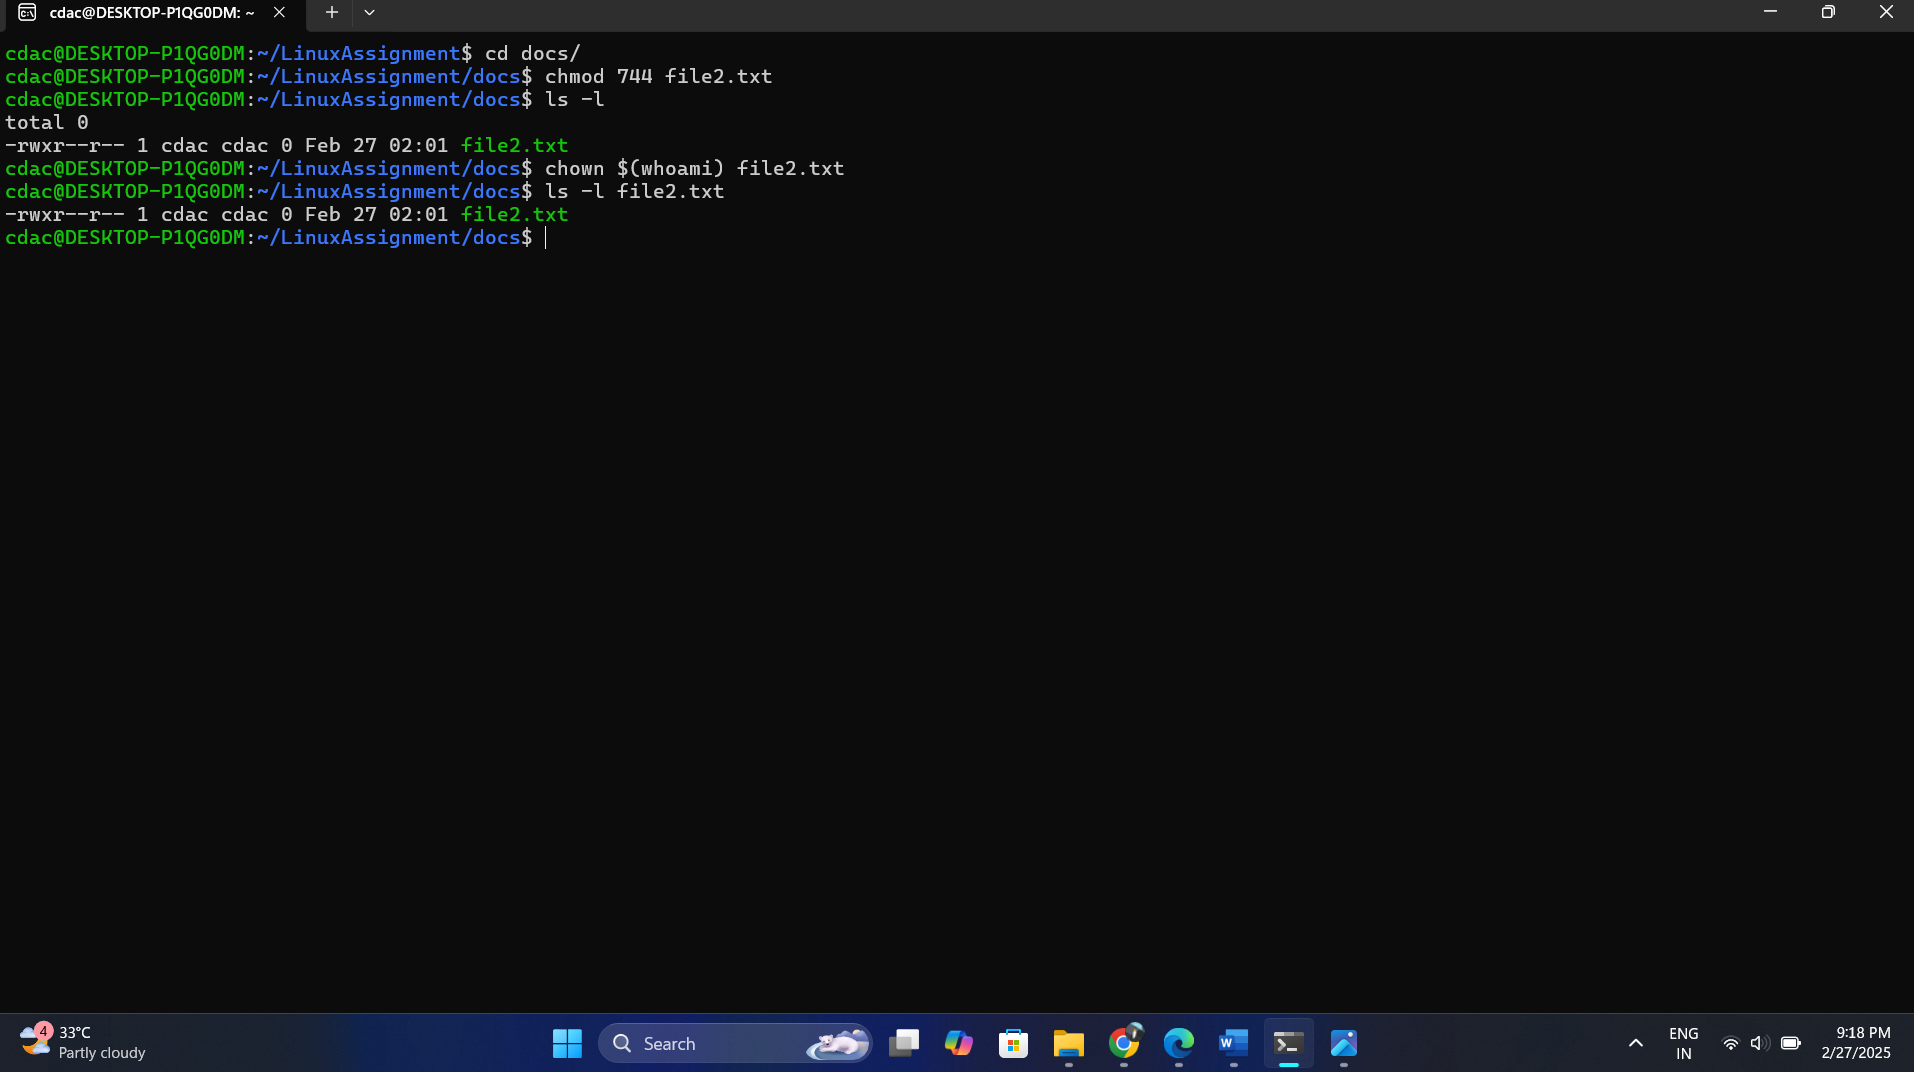 cdac@DESKTOP-P1QG0DM: ~
cdac@DESKTOP-P1QG0DM:~/LinuxAssignment$ cd docs/
cdac@DESKTOP-P1QG0DM:~/LinuxAssignment/docs$ chmod 744 file2.txt
cdac@DESKTOP-P1QG0DM:~/LinuxAssignment/docs$ ls -l
total 0
-rwxr--r-- 1 cdac cdac 0 Feb 27 02:01 file2.txt
cdac@DESKTOP-P1QG0DM:~/LinuxAssignment/docs$ chown $(whoami) file2.txt
cdac@DESKTOP-P1QG0DM:~/LinuxAssignment/docs$ ls -l file2.txt
-rwxr--r-- 1 cdac cdac 0 Feb 27 02:01 file2.txt
cdac@DESKTOP-P1QG0DM:~/LinuxAssignment/docs$
4
33°C
Partly cloudy
Search
W
ENG
IN
9:18 PM
2/27/2025